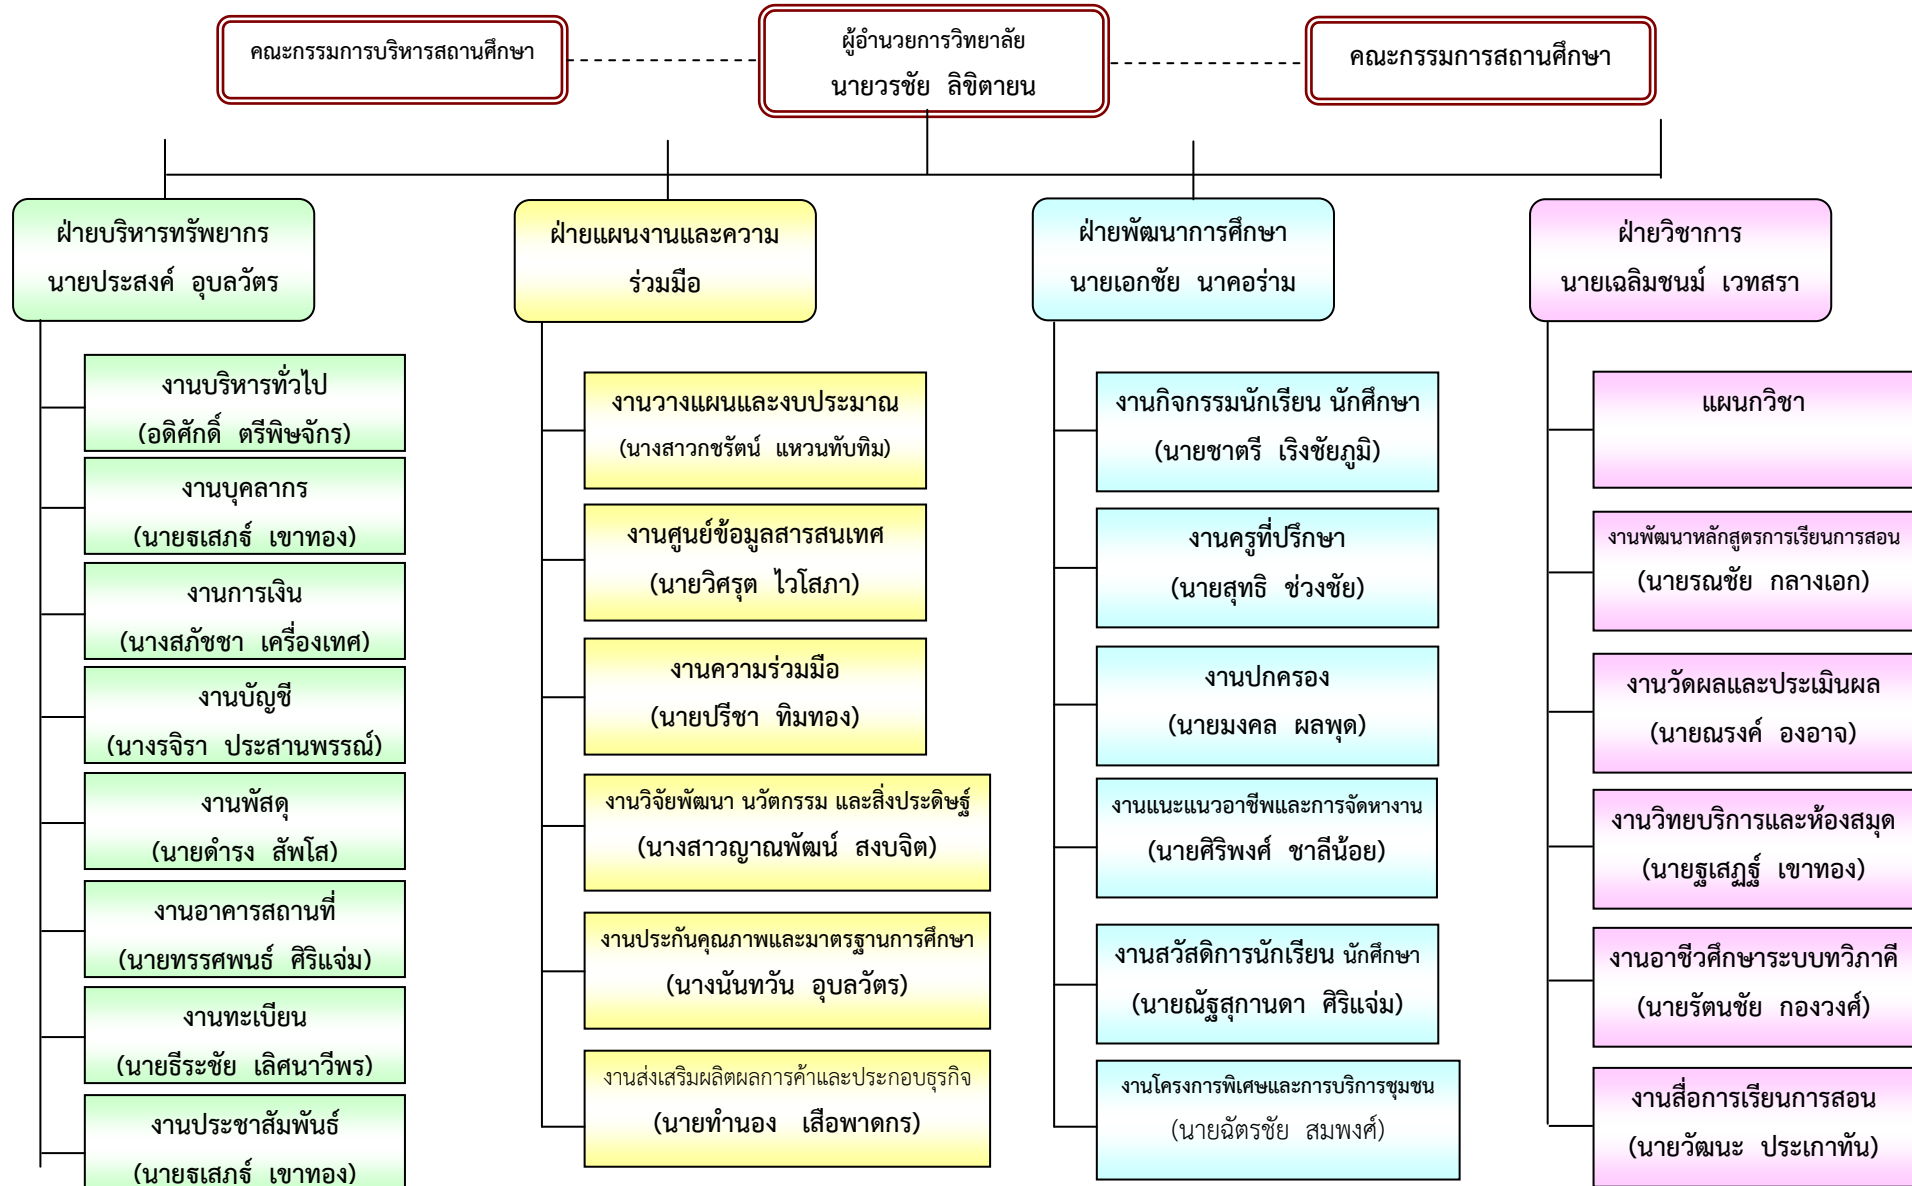 คณะกรรมการบริหารสถานศึกษา
ผู้อำนวยการวิทยาลัย
นายวรชัย ลิขิตายน
คณะกรรมการสถานศึกษา
ฝ่ายบริหารทรัพยากร
นายประสงค์ อุบลวัตร
งานบริหารทั่วไป
(อดิศักดิ์ ตรีพิษจักร)
งานบุคลากร
(นายฐเสฏฐ์ เขาทอง)
งานการเงิน
(นางสภัชชา เครื่องเทศ)
งานบัญชี
(นางรจิรา ประสานพรรณ์)
งานพัสดุ
(นายดำรง สัพโส)
งานอาคารสถานที่
(นายทรรศพนธ์ ศิริแจ่ม)
งานทะเบียน
(นายธีระชัย เลิศนาวีพร)
งานประชาสัมพันธ์
(นายฐเสฏฐ์ เขาทอง)
ฝ่ายแผนงานและความ
ร่วมมือ
งานวางแผนและงบประมาณ
(นางสาวกชรัตน์ แหวนทับทิม)
งานศูนย์ข้อมูลสารสนเทศ
(นายวิศรุต ไวโสภา)
งานความร่วมมือ
(นายปรีชา ทิมทอง)
งานวิจัยพัฒนา นวัตกรรม และสิ่งประดิษฐ์
(นางสาวญาณพัฒน์ สงบจิต)
งานประกันคุณภาพและมาตรฐานการศึกษา
(นางนันทวัน อุบลวัตร)
งานส่งเสริมผลิตผลการค้าและประกอบธุรกิจ
(นายทำนอง เสือพาดกร)
ฝ่ายพัฒนาการศึกษา
นายเอกชัย นาคอร่าม
งานกิจกรรมนักเรียน นักศึกษา
(นายชาตรี เริงชัยภูมิ)
งานครูที่ปรึกษา
(นายสุทธิ ช่วงชัย)
งานปกครอง
(นายมงคล ผลพุด)
งานแนะแนวอาชีพและการจัดหางาน
(นายศิริพงศ์ ชาลีน้อย)
งานสวัสดิการนักเรียน นักศึกษา
(นายณัฐสุกานดา ศิริแจ่ม)
งานโครงการพิเศษและการบริการชุมชน
(นายฉัตรชัย สมพงศ์)
ฝ่ายวิชาการ
นายเฉลิมชนม์ เวทสรา
แผนกวิชา
งานพัฒนาหลักสูตรการเรียนการสอน
(นายรณชัย กลางเอก)
งานวัดผลและประเมินผล
(นายณรงค์ องอาจ)
งานวิทยบริการและห้องสมุด
(นายฐเสฏฐ์ เขาทอง)
งานอาชีวศึกษาระบบทวิภาคี
(นายรัตนชัย กองวงศ์)
งานสื่อการเรียนการสอน
(นายวัฒนะ ประเกาทัน)